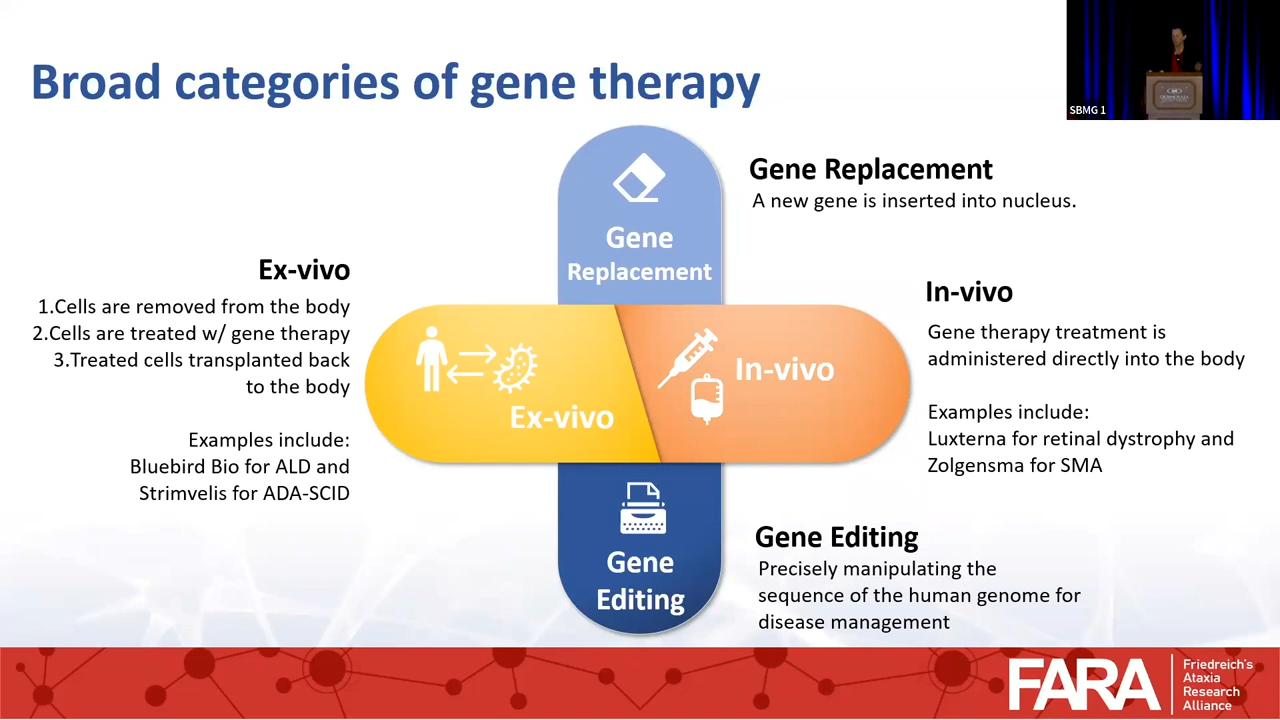 Broad categories of gene therapy
SBMG 1
Gene
Replacement
Gene Replacement
A new gene is inserted into nucleus.
Ex-vivo
1.Cells are removed from the body
2.Cells are treated w/ gene therapy
3.Treated cells transplanted back
to the body
Examples include:
Bluebird Bio for ALD and
Strimvelis for ADA-SCID
Ex-vivo
In-vivo
In-vivo
Gene therapy treatment is
administered directly into the body
Examples include:
Luxterna for retinal dystrophy and
Zolgensma for SMA
Gene
Editing
Gene Editing
Precisely manipulating the
sequence of the human genome for
disease management
FARA
Friedreich's
Ataxia
Research
Alliance